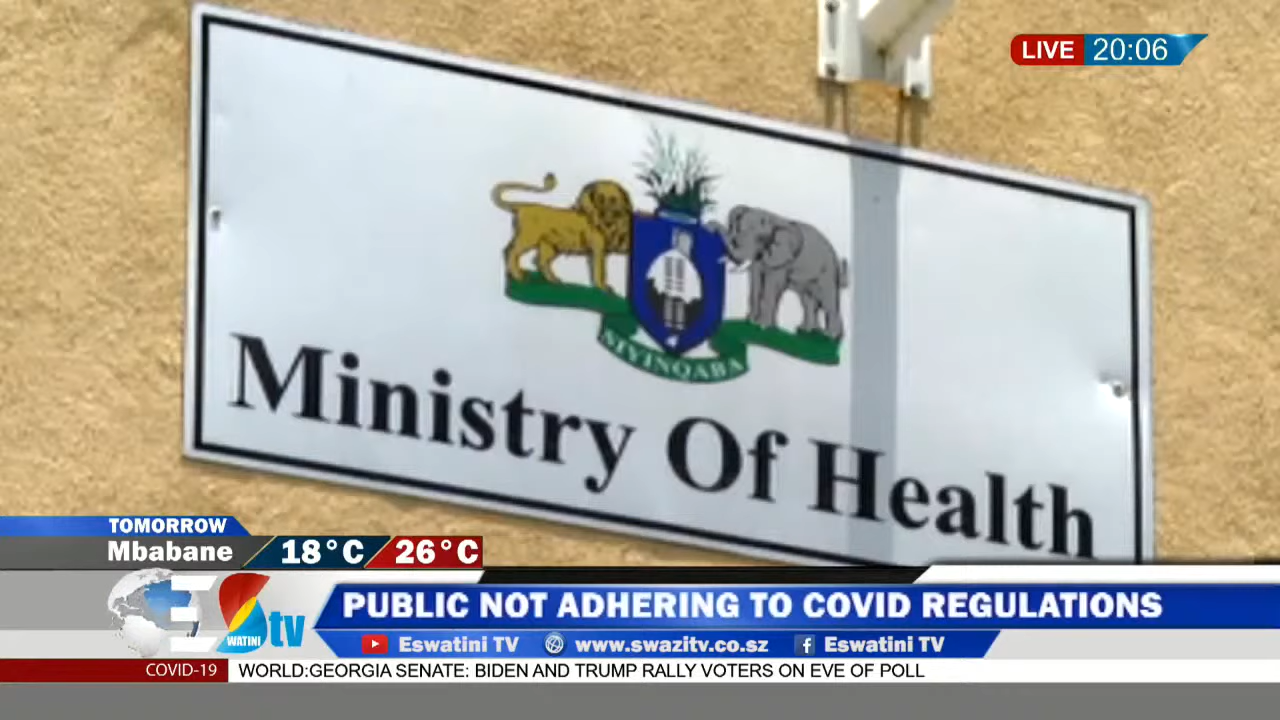 LIVE 20:06
SIYINQABA
Ministry Of Health
TOMORROW
Mbabane 18°C 26°C
E WATINI tv
PUBLIC NOT ADHERING TO COVID REGULATIONS
Eswatini TV www.swazitv.co.sz Eswatini TV
COVID-19 WORLD:GEORGIA SENATE: BIDEN AND TRUMP RALLY VOTERS ON EVE OF POLL